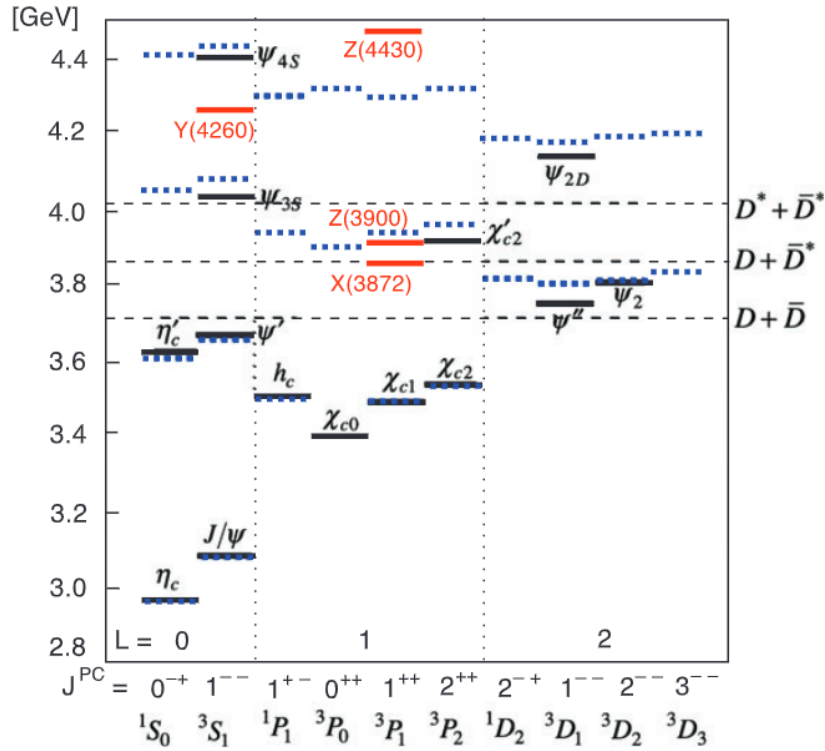 [GeV]
4.4
4.2
4.0
3.8
3.6
3.4
3.2
3.0
2.8
ψ₄S
Z(4430)
Y(4260)
ψ₂D
ψ₃S
Z(3900)
χ′c2
D* + D̄*
X(3872)
D + D̄*
ψ″
ψ₂
D + D̄
η′c
ψ′
hc
χc0
χc1
χc2
J/ψ
ηc
L = 0 1 2
J^PC = 0⁻⁺ 1⁻⁻ 1⁺⁻ 0⁺⁺ 1⁺⁺ 2⁺⁺ 2⁻⁺ 1⁻⁻ 2⁻⁻ 3⁻⁻
¹S₀ ³S₁ ¹P₁ ³P₀ ³P₁ ³P₂ ¹D₂ ³D₁ ³D₂ ³D₃